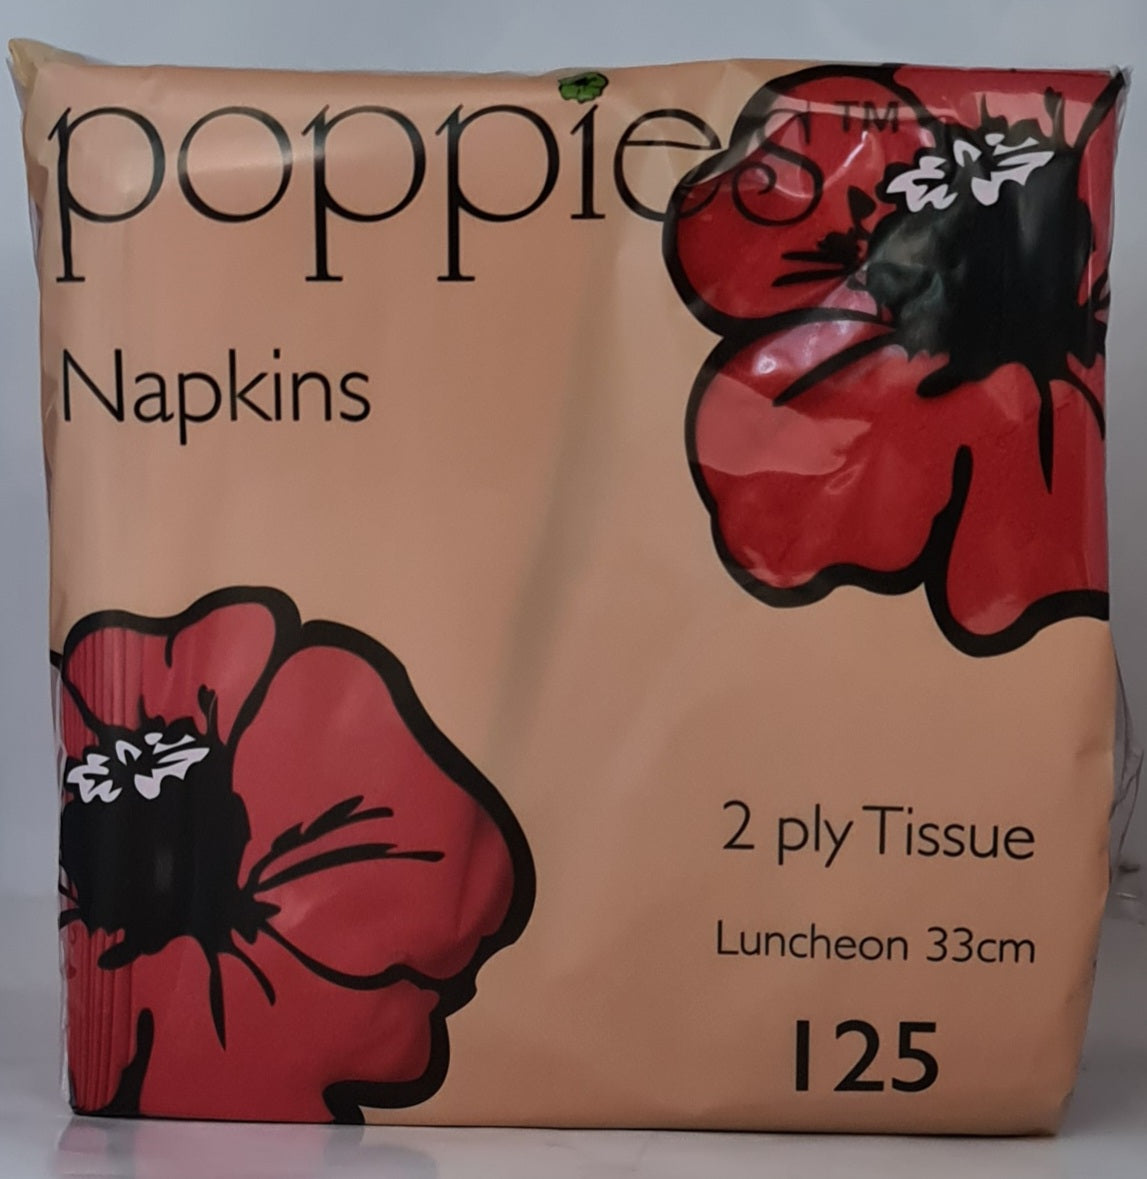 poppies™
Napkins
2 ply Tissue
Luncheon 33cm
125